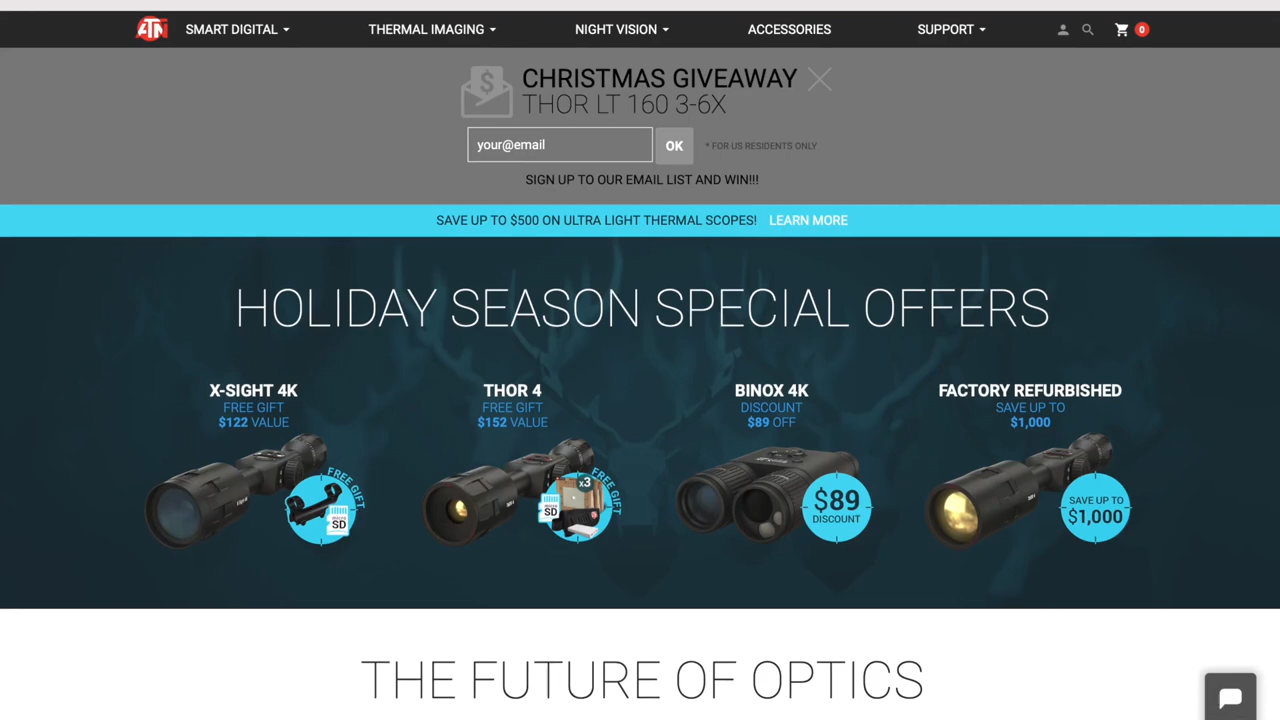 ATN SMART DIGITAL THERMAL IMAGING NIGHT VISION ACCESSORIES SUPPORT 0
CHRISTMAS GIVEAWAY
THOR LT 160 3-6X
your@email OK * FOR US RESIDENTS ONLY
SIGN UP TO OUR EMAIL LIST AND WIN!!!
SAVE UP TO $500 ON ULTRA LIGHT THERMAL SCOPES! LEARN MORE
HOLIDAY SEASON SPECIAL OFFERS
X-SIGHT 4K
FREE GIFT
$122 VALUE
FREE GIFT
SD
THOR 4
FREE GIFT
$152 VALUE
FREE GIFT
x3
SD
BINOX 4K
DISCOUNT
$89 OFF
$89
DISCOUNT
FACTORY REFURBISHED
SAVE UP TO
$1,000
SAVE UP TO
$1,000
THE FUTURE OF OPTICS